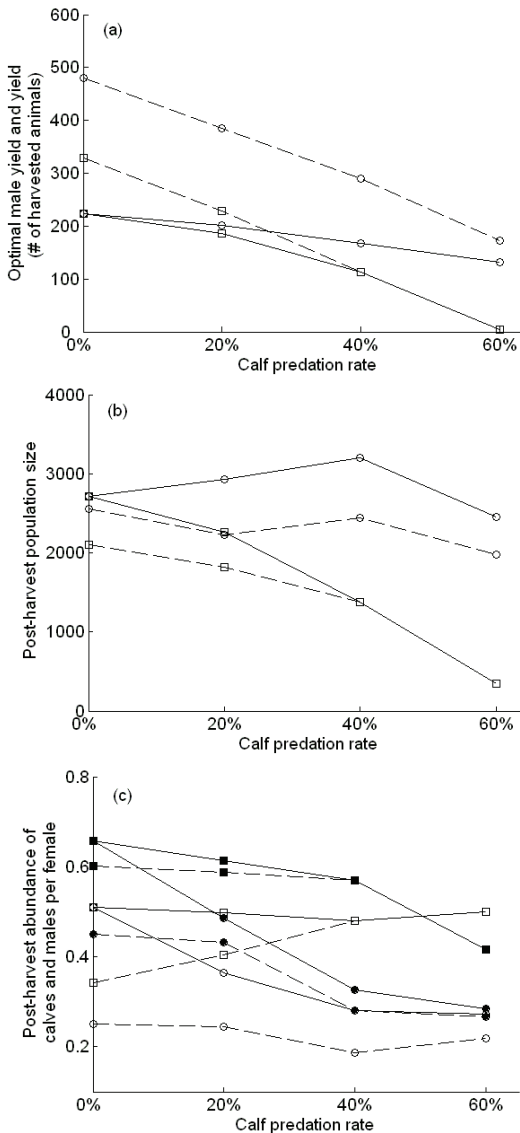 (a)
600
500
400
300
200
100
0
0%
20%
40%
60%
Calf predation rate
Optimal male yield and yield
(# of harvested animals)
(b)
4000
3000
2000
1000
0
0%
20%
40%
60%
Calf predation rate
Post-harvest population size
(c)
0.8
0.6
0.4
0.2
0%
20%
40%
60%
Calf predation rate
Post-harvest abundance of
calves and males per female